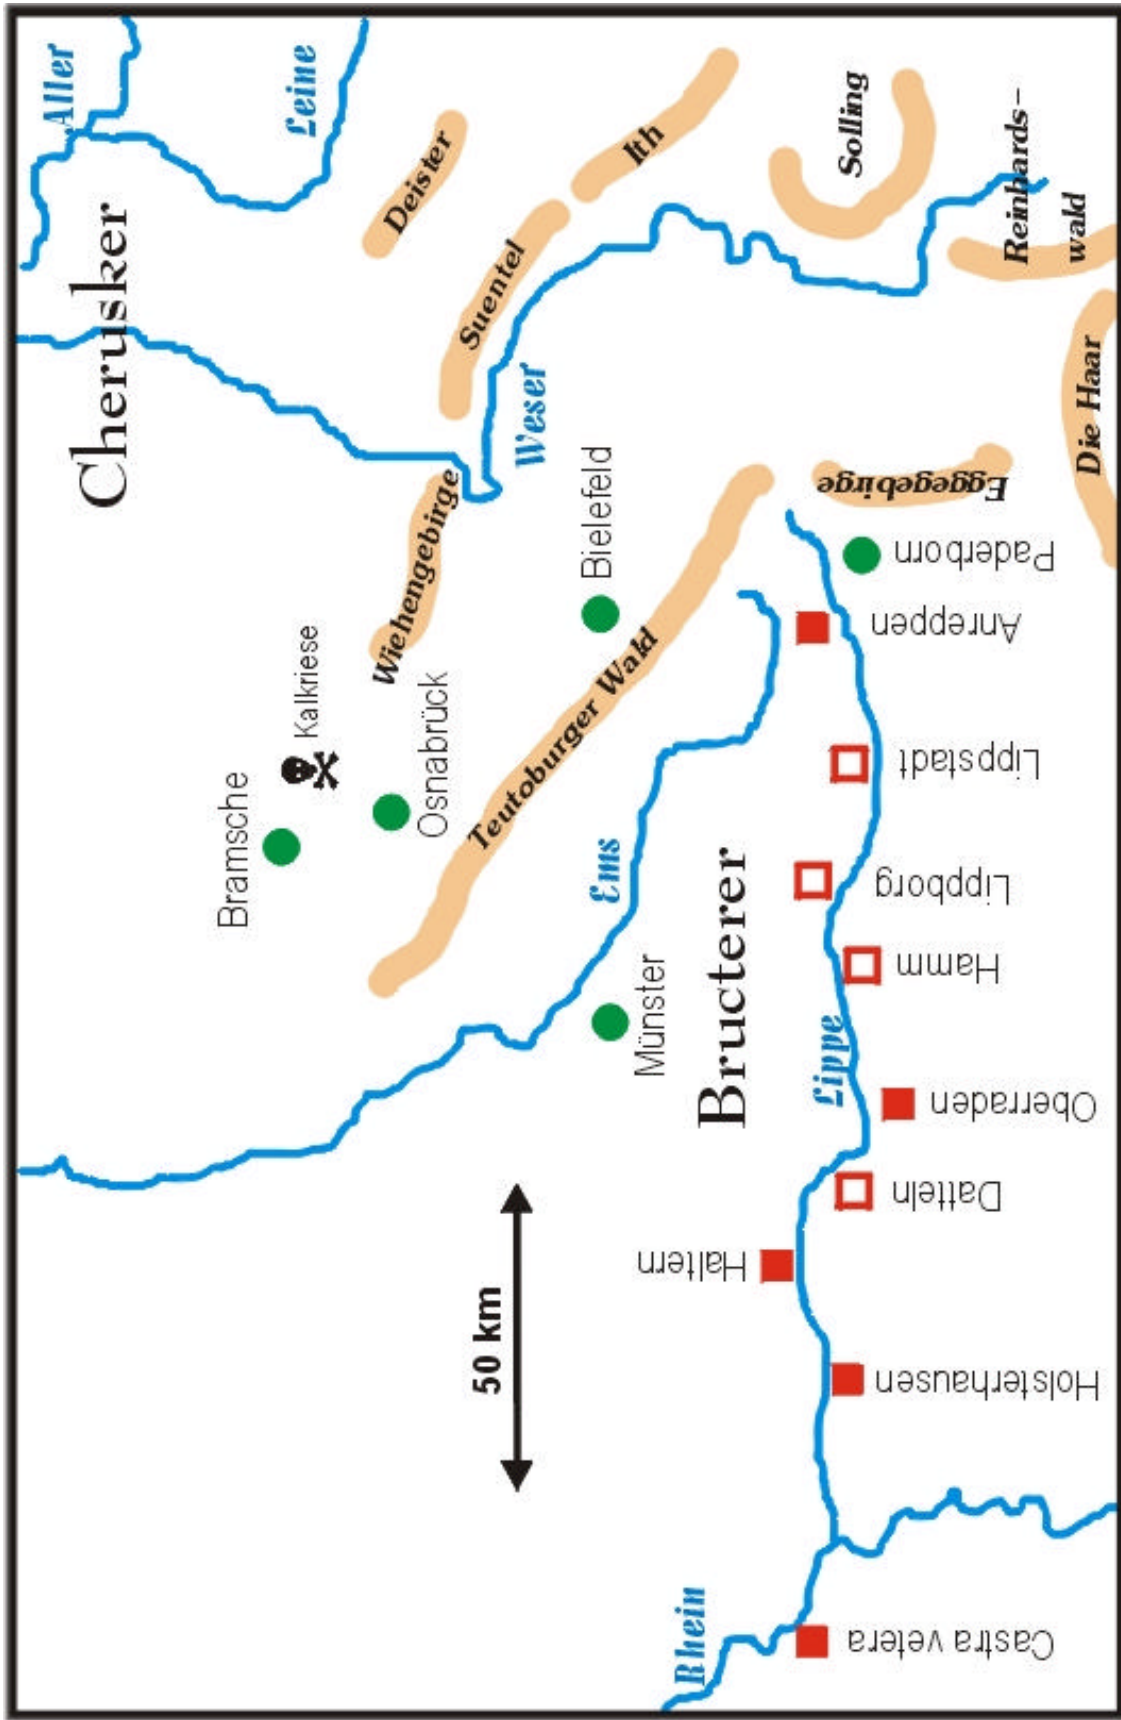 Aller
Leine
Cherusker
Deister
Ith
Solling
Reinhards-
wald
Suentel
Weser
Die Haar
Wiehengebirge
Bielefeld
Eggegebirge
Kalkriese
Paderborn
Bramsche
Osnabrück
Teutoburger Wald
Anreppen
Ems
Lippstadt
Lippborg
Münster
Bructerer
Hamm
Lippe
Oberraden
Datteln
50 km
Haltern
Holsterhausen
Rhein
Castra vetera